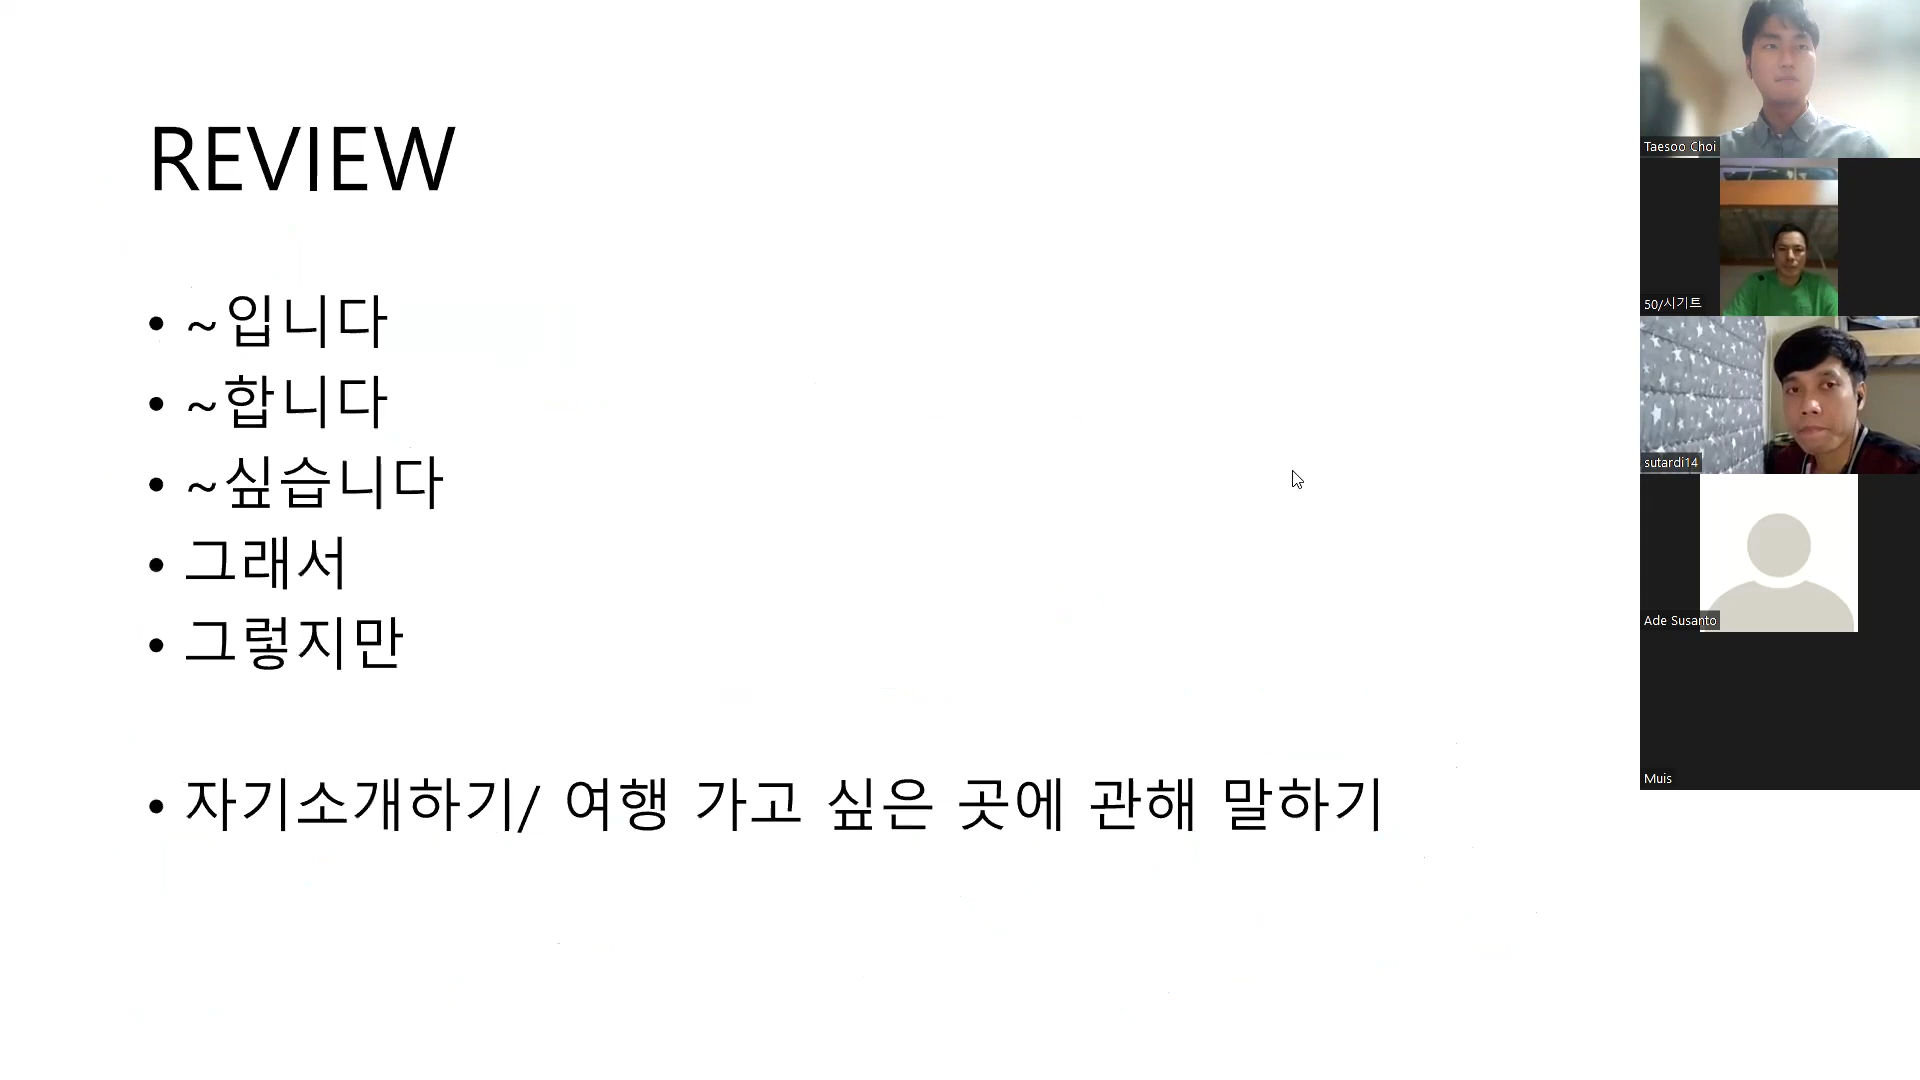 REVIEW
• ~입니다
• ~합니다
• ~싶습니다
• 그래서
• 그렇지만
• 자기소개하기/ 여행 가고 싶은 곳에 관해 말하기
Taesoo Choi
50/시기트
sutardi14
Ade Susanto
Muis